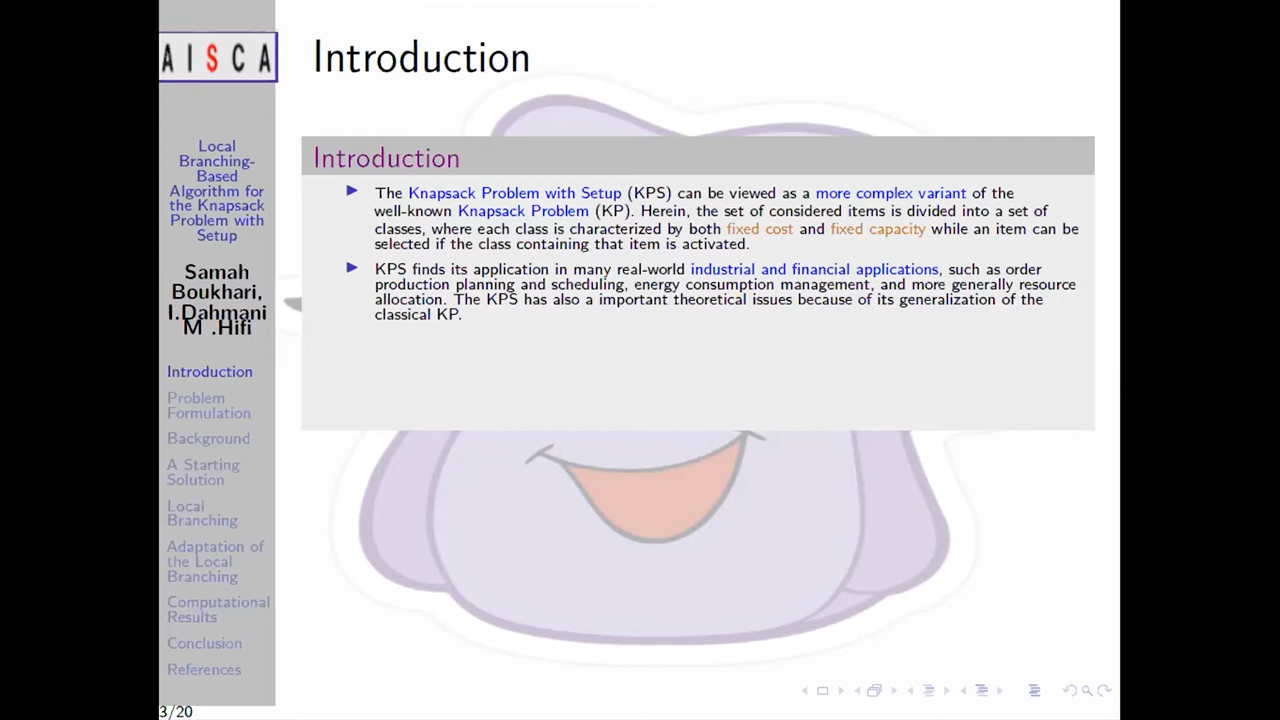 AISCA
Introduction
Local
Branching-
Based
Algorithm for
the Knapsack
Problem with
Setup
Samah
Boukhari,
I.Dahmani
M .Hifi
Introduction
Problem
Formulation
Background
A Starting
Solution
Local
Branching
Adaptation of
the Local
Branching
Computational
Results
Conclusion
References
Introduction
The Knapsack Problem with Setup (KPS) can be viewed as a more complex variant of the
well-known Knapsack Problem (KP). Herein, the set of considered items is divided into a set of
classes, where each class is characterized by both fixed cost and fixed capacity while an item can be
selected if the class containing that item is activated.
KPS finds its application in many real-world industrial and financial applications, such as order
production planning and scheduling, energy consumption management, and more generally resource
allocation. The KPS has also a important theoretical issues because of its generalization of the
classical KP.
3/20